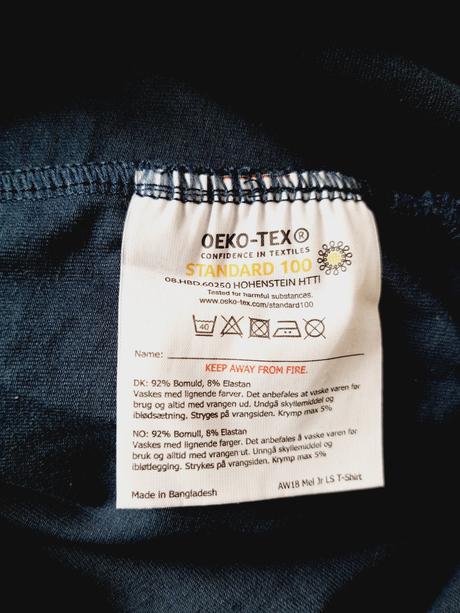 OEKO-TEX®
CONFIDENCE IN TEXTILES
STANDARD 100
08.HBD.60250 HOHENSTEIN HTTI
Tested for harmful substances.
www.oeko-tex.com/standard100
40
Name:
KEEP AWAY FROM FIRE.
DK: 92% Bomuld, 8% Elastan
Vaskes med lignende farver. Det anbefales at vaske varen før
brug og altid med vrangen ud. Undgå skyllemiddel og
iblødsætning. Stryges på vrangsiden. Krymp max 5%
NO: 92% Bomull, 8% Elastan
Vaskes med lignende farger. Det anbefales å vaske varen før
bruk og alltid med vrangen ut. Unngå skyllemiddel og
ibløtlegging. Strykes på vrangsiden. Krymp max 5%
Made in Bangladesh
AW18 Mel Jr LS T-Shirt